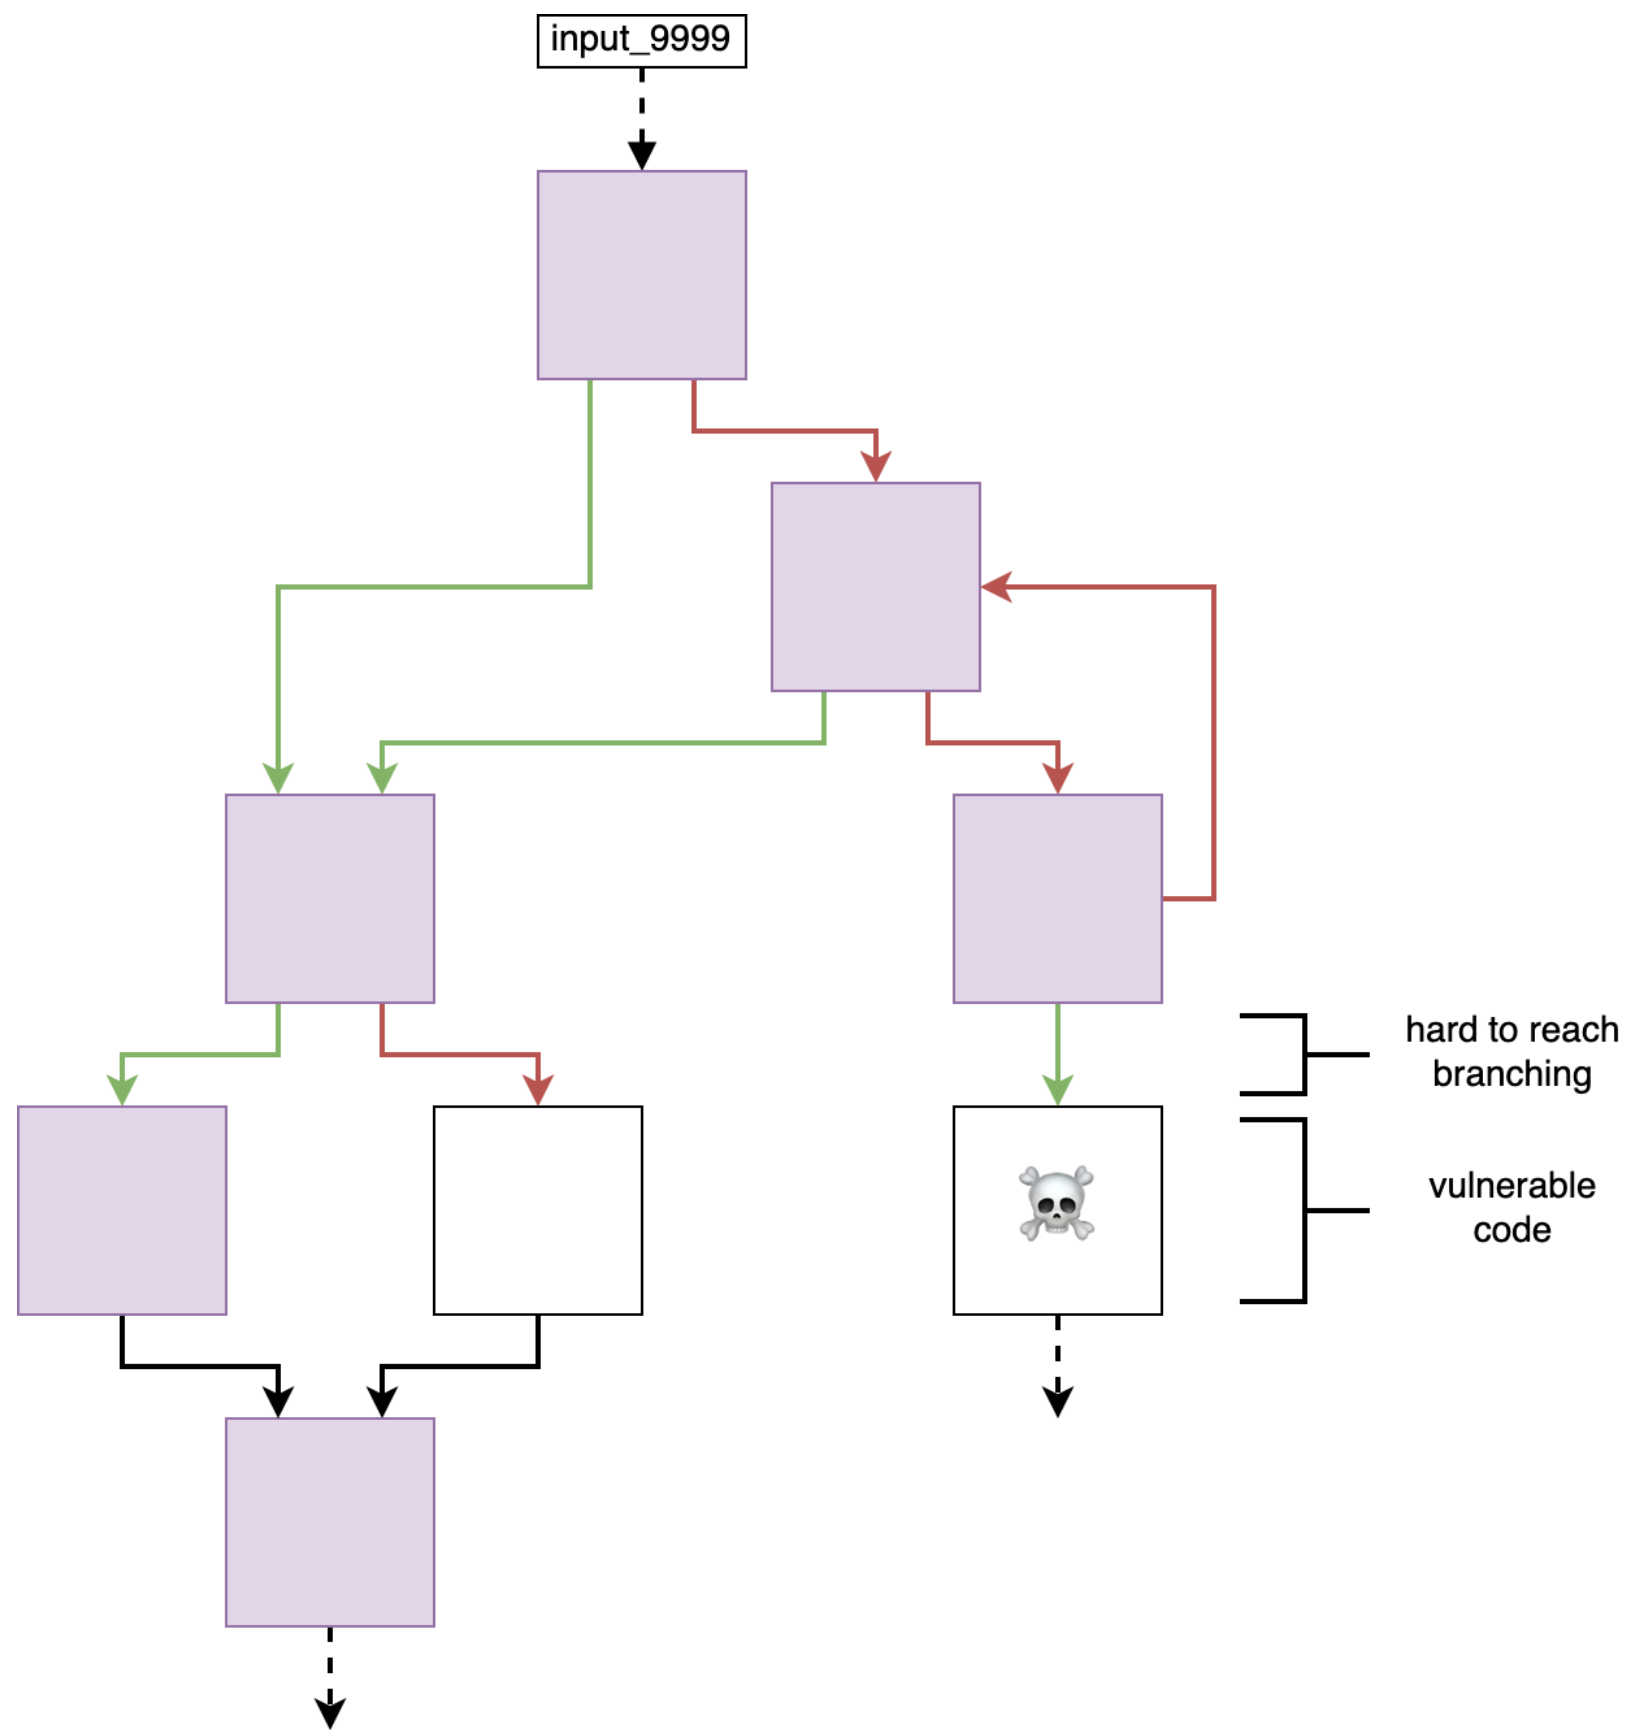 input_9999
hard to reach
branching
vulnerable
code